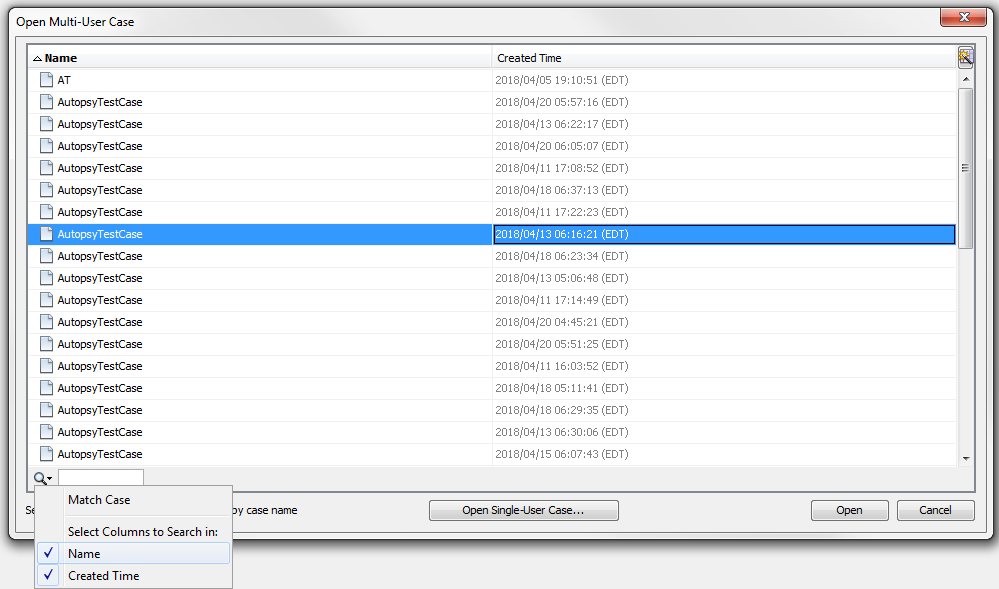 Open Multi-User Case
Name Created Time
AT 2018/04/05 19:10:51 (EDT)
AutopsyTestCase 2018/04/20 05:57:16 (EDT)
AutopsyTestCase 2018/04/13 06:22:17 (EDT)
AutopsyTestCase 2018/04/20 06:05:07 (EDT)
AutopsyTestCase 2018/04/11 17:08:52 (EDT)
AutopsyTestCase 2018/04/18 06:37:13 (EDT)
AutopsyTestCase 2018/04/11 17:22:23 (EDT)
AutopsyTestCase 2018/04/13 06:16:21 (EDT)
AutopsyTestCase 2018/04/18 06:23:34 (EDT)
AutopsyTestCase 2018/04/13 05:06:48 (EDT)
AutopsyTestCase 2018/04/11 17:14:49 (EDT)
AutopsyTestCase 2018/04/20 04:45:21 (EDT)
AutopsyTestCase 2018/04/20 05:51:25 (EDT)
AutopsyTestCase 2018/04/11 16:03:52 (EDT)
AutopsyTestCase 2018/04/18 05:11:41 (EDT)
AutopsyTestCase 2018/04/18 06:29:35 (EDT)
AutopsyTestCase 2018/04/13 06:30:06 (EDT)
AutopsyTestCase 2018/04/15 06:07:43 (EDT)
by case name Open Single-User Case... Open Cancel
Match Case
Select Columns to Search in:
Name
Created Time